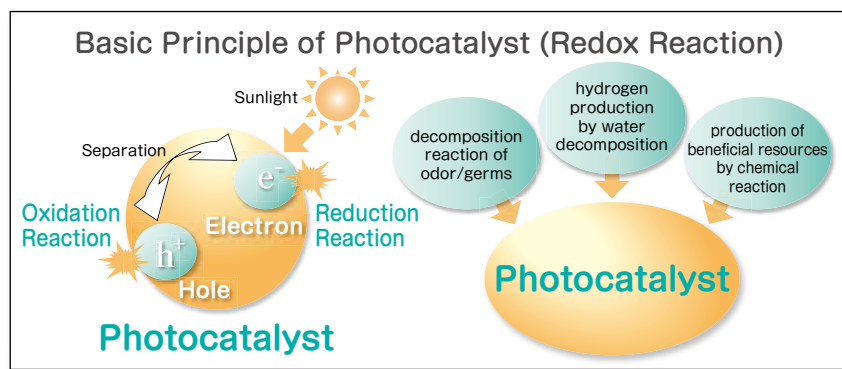 Basic Principle of Photocatalyst (Redox Reaction)
Sunlight
Separation
e-
Electron
Oxidation
Reaction
Reduction
Reaction
h+
Hole
Photocatalyst
decomposition
reaction of
odor/germs
hydrogen
production
by water
decomposition
production of
beneficial resources
by chemical
reaction
Photocatalyst